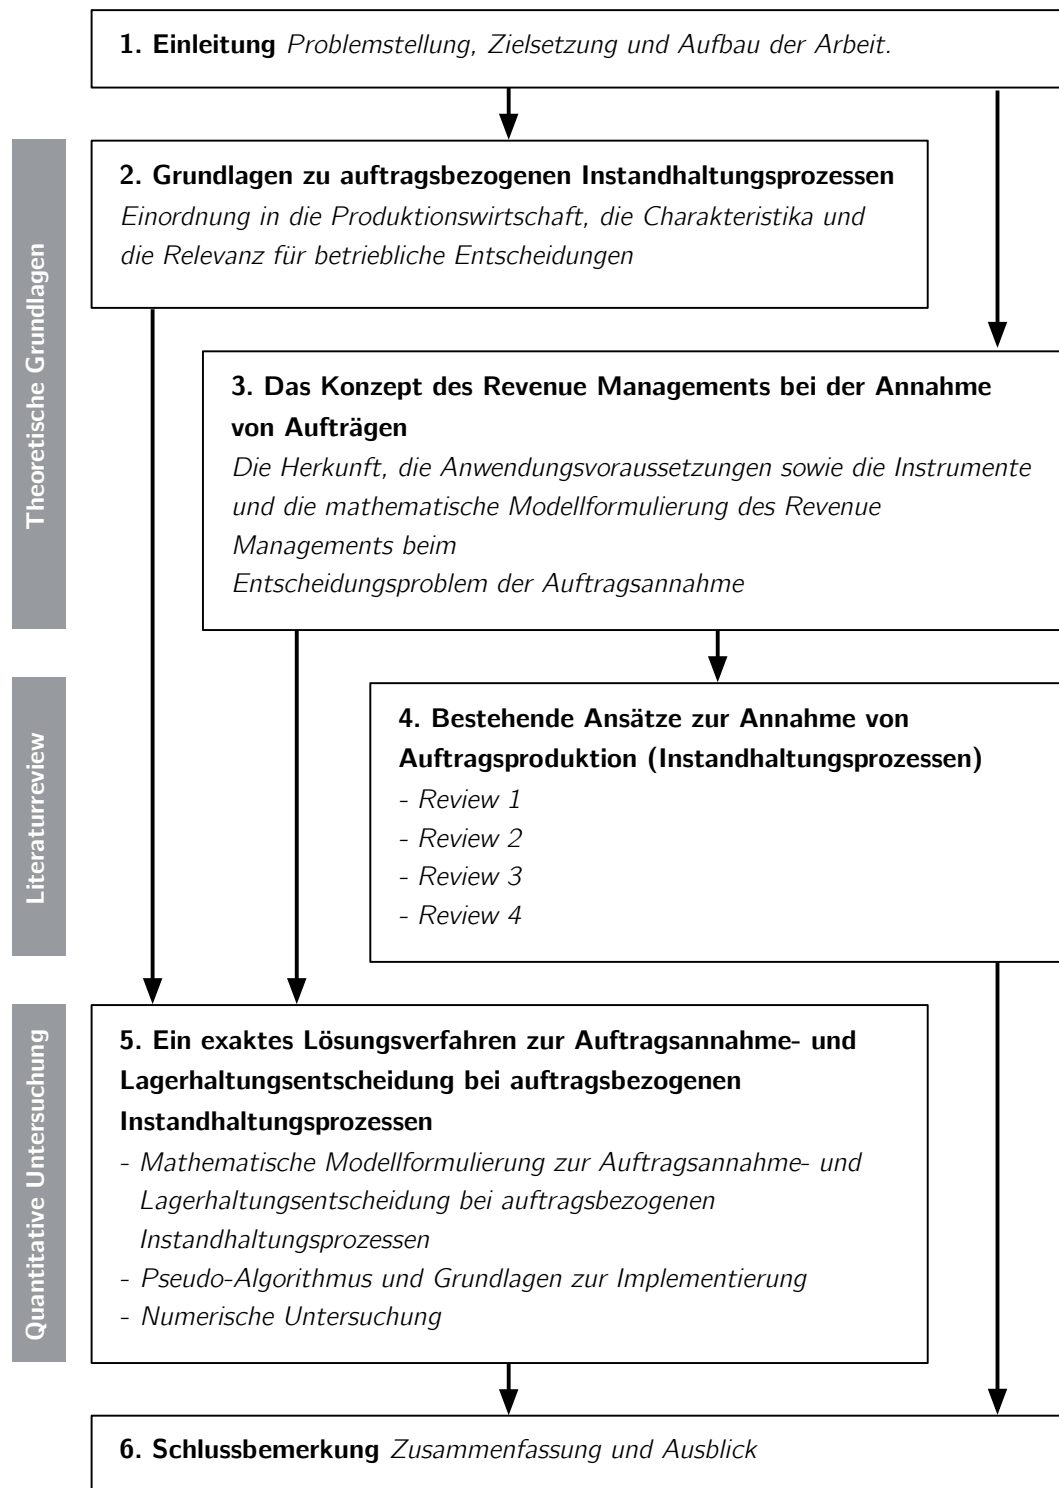 1. Einleitung Problemstellung, Zielsetzung und Aufbau der Arbeit.
Theoretische Grundlagen
2. Grundlagen zu auftragsbezogenen Instandhaltungsprozessen
Einordnung in die Produktionswirtschaft, die Charakteristika und
die Relevanz für betriebliche Entscheidungen
3. Das Konzept des Revenue Managements bei der Annahme
von Aufträgen
Die Herkunft, die Anwendungsvoraussetzungen sowie die Instrumente
und die mathematische Modellformulierung des Revenue
Managements beim
Entscheidungsproblem der Auftragsannahme
Literaturreview
4. Bestehende Ansätze zur Annahme von
Auftragsproduktion (Instandhaltungsprozessen)
- Review 1
- Review 2
- Review 3
- Review 4
Quantitative Untersuchung
5. Ein exaktes Lösungsverfahren zur Auftragsannahme- und
Lagerhaltungsentscheidung bei auftragsbezogenen
Instandhaltungsprozessen
- Mathematische Modellformulierung zur Auftragsannahme- und
Lagerhaltungsentscheidung bei auftragsbezogenen
Instandhaltungsprozessen
- Pseudo-Algorithmus und Grundlagen zur Implementierung
- Numerische Untersuchung
6. Schlussbemerkung Zusammenfassung und Ausblick